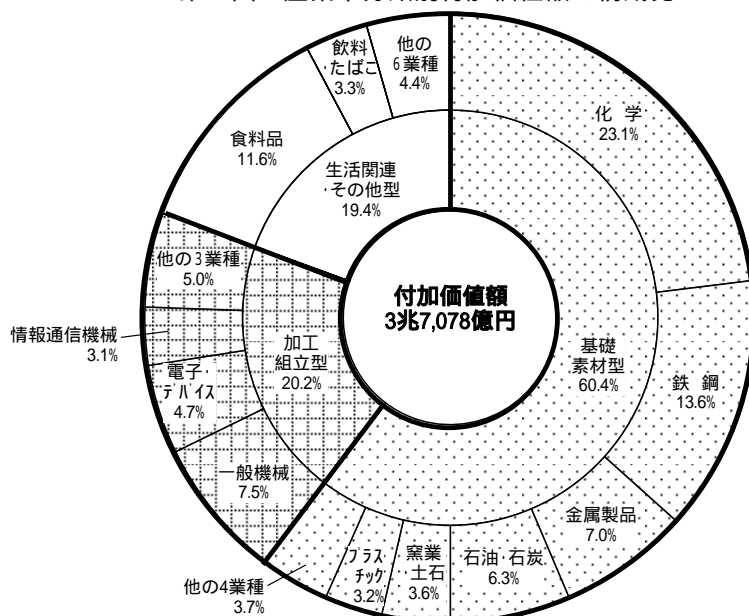 飲料
・たばこ
3.3%
他の
6業種
4.4%
化 学
23.1%
食料品
11.6%
生活関連
・その他型
19.4%
他の3業種
5.0%
付加価値額
3兆7,078億円
情報通信機械
3.1%
加工
組立型
20.2%
基礎
素材型
60.4%
電子・
デバイス
4.7%
鉄 鋼
13.6%
一般機械
7.5%
金属製品
7.0%
プラス
チック
3.2%
窯業
・土石
3.6%
石油・石炭
6.3%
他の4業種
3.7%